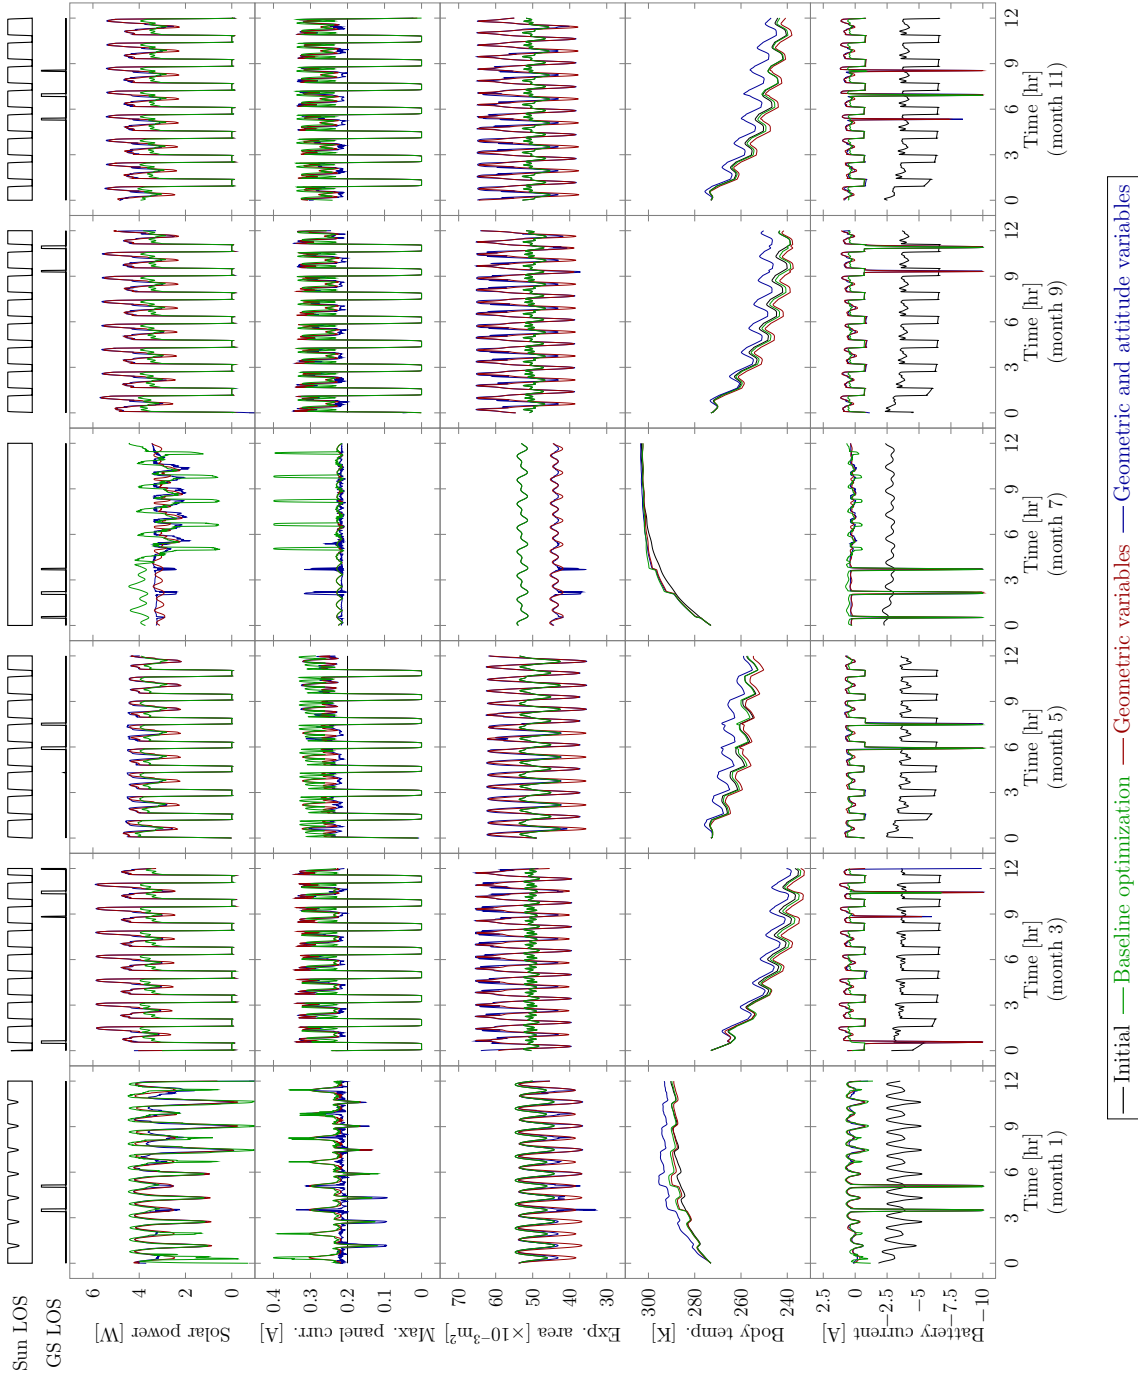 Sun LOS
GS LOS
Solar power [W]
6
4
2
0
Max. panel curr. [A]
0.4
0.3
0.2
0.1
0
Exp. area [×10⁻³m²]
70
60
50
40
30
Body temp. [K]
300
280
260
240
Battery current [A]
2.5
0
−2.5
−5
−7.5
−10
0 3 6 9 12
Time [hr]
(month 1)
0 3 6 9 12
Time [hr]
(month 3)
0 3 6 9 12
Time [hr]
(month 5)
0 3 6 9 12
Time [hr]
(month 7)
0 3 6 9 12
Time [hr]
(month 9)
0 3 6 9 12
Time [hr]
(month 11)
Initial Baseline optimization Geometric variables Geometric and attitude variables